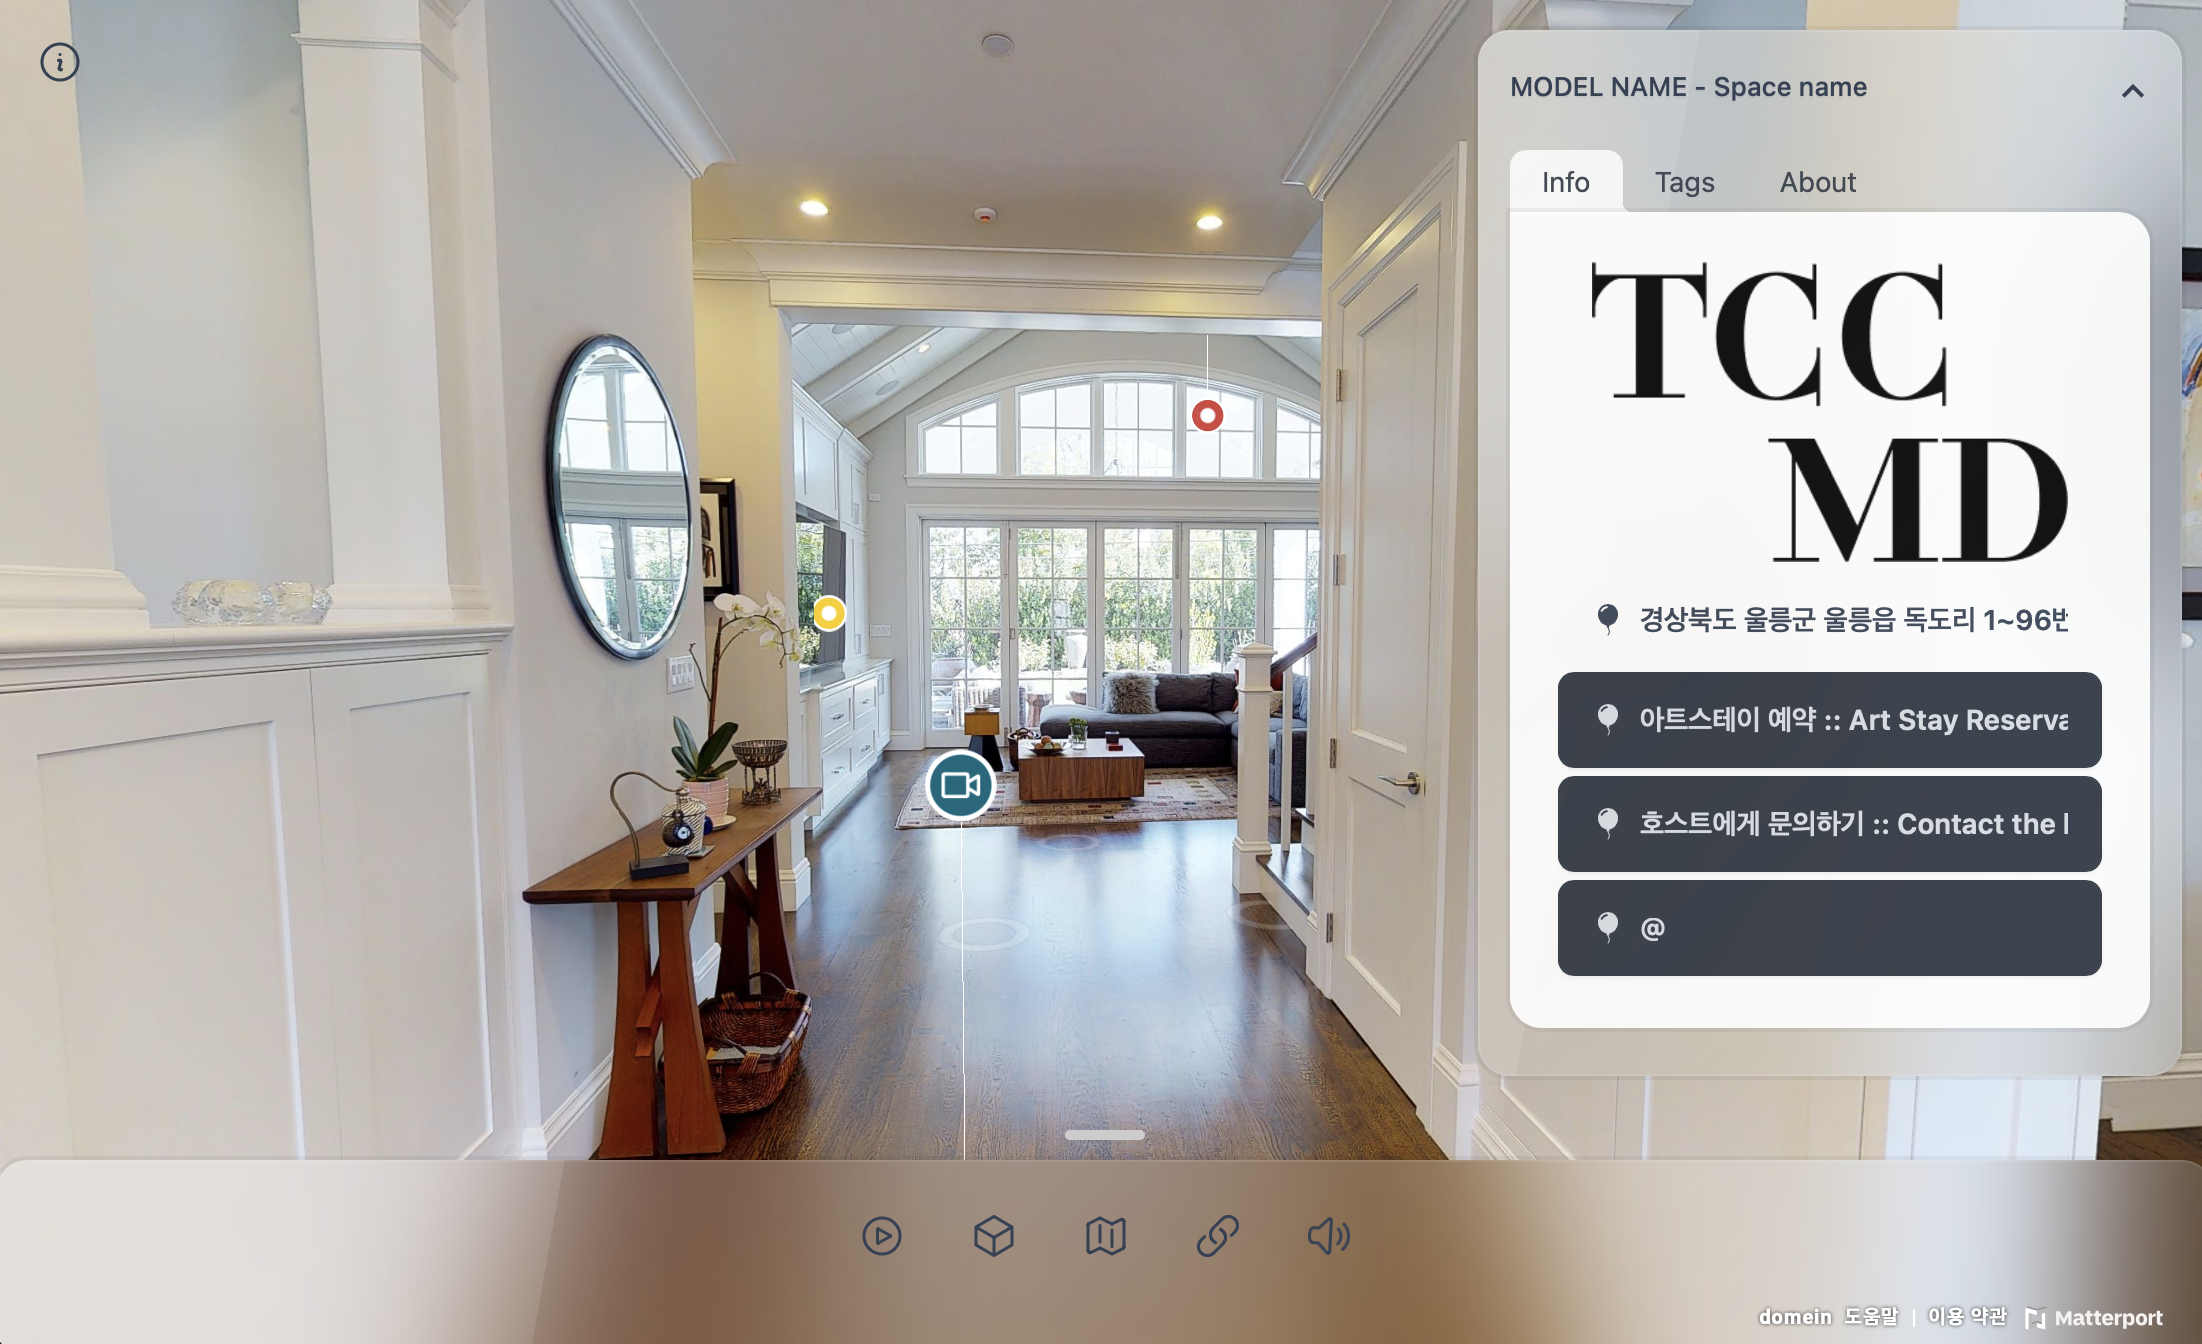 MODEL NAME - Space name
Info Tags About
TCC
MD
경상북도 울릉군 울릉읍 독도리 1~96번
아트스테이 예약 :: Art Stay Reserva
호스트에게 문의하기 :: Contact the
@
domein 도움말 | 이용 약관 Matterport